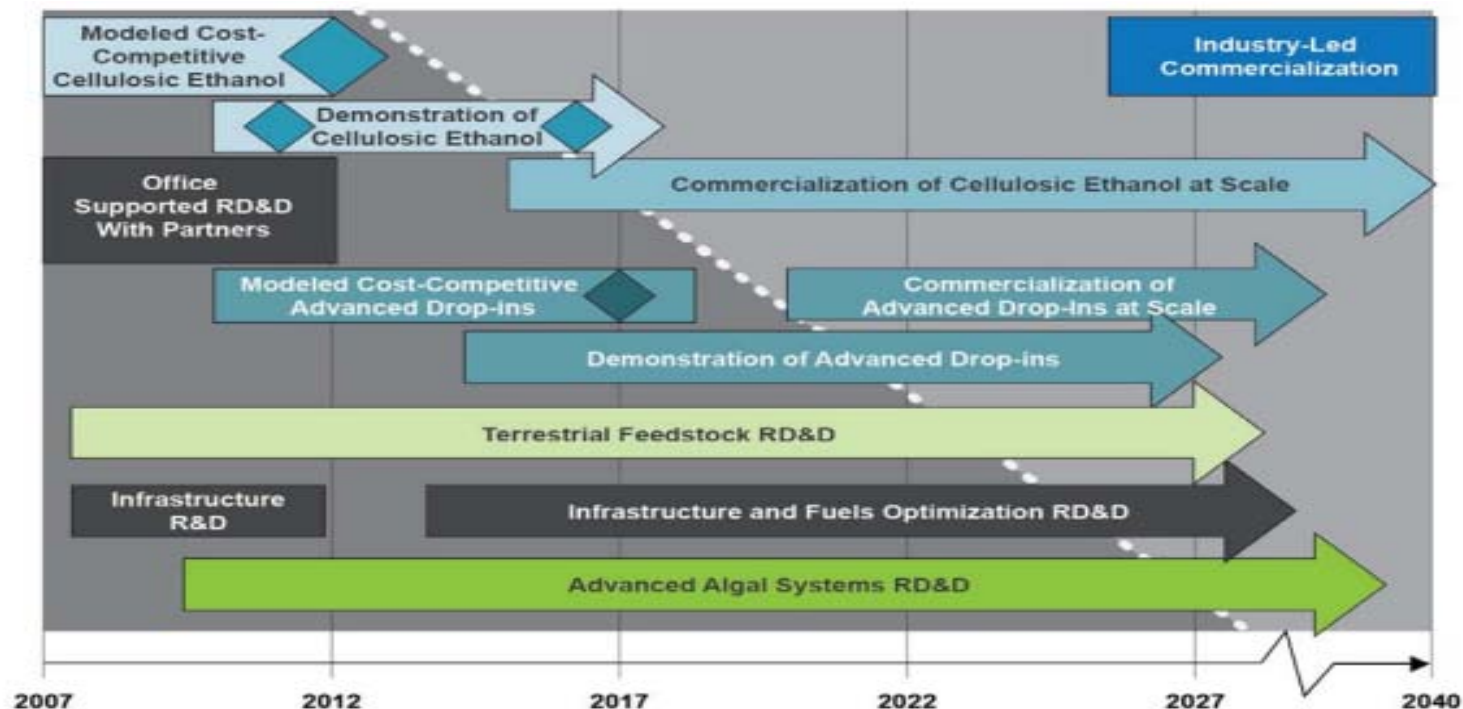 Modeled Cost-
Competitive
Cellulosic Ethanol
Industry-Led
Commercialization
Demonstration of
Cellulosic Ethanol
Office
Supported RD&D
With Partners
Commercialization of Cellulosic Ethanol at Scale
Modeled Cost-Competitive
Advanced Drop-ins
Commercialization of
Advanced Drop-Ins at Scale
Demonstration of Advanced Drop-ins
Terrestrial Feedstock RD&D
Infrastructure
R&D
Infrastructure and Fuels Optimization RD&D
Advanced Algal Systems RD&D
2007 2012 2017 2022 2027 2040